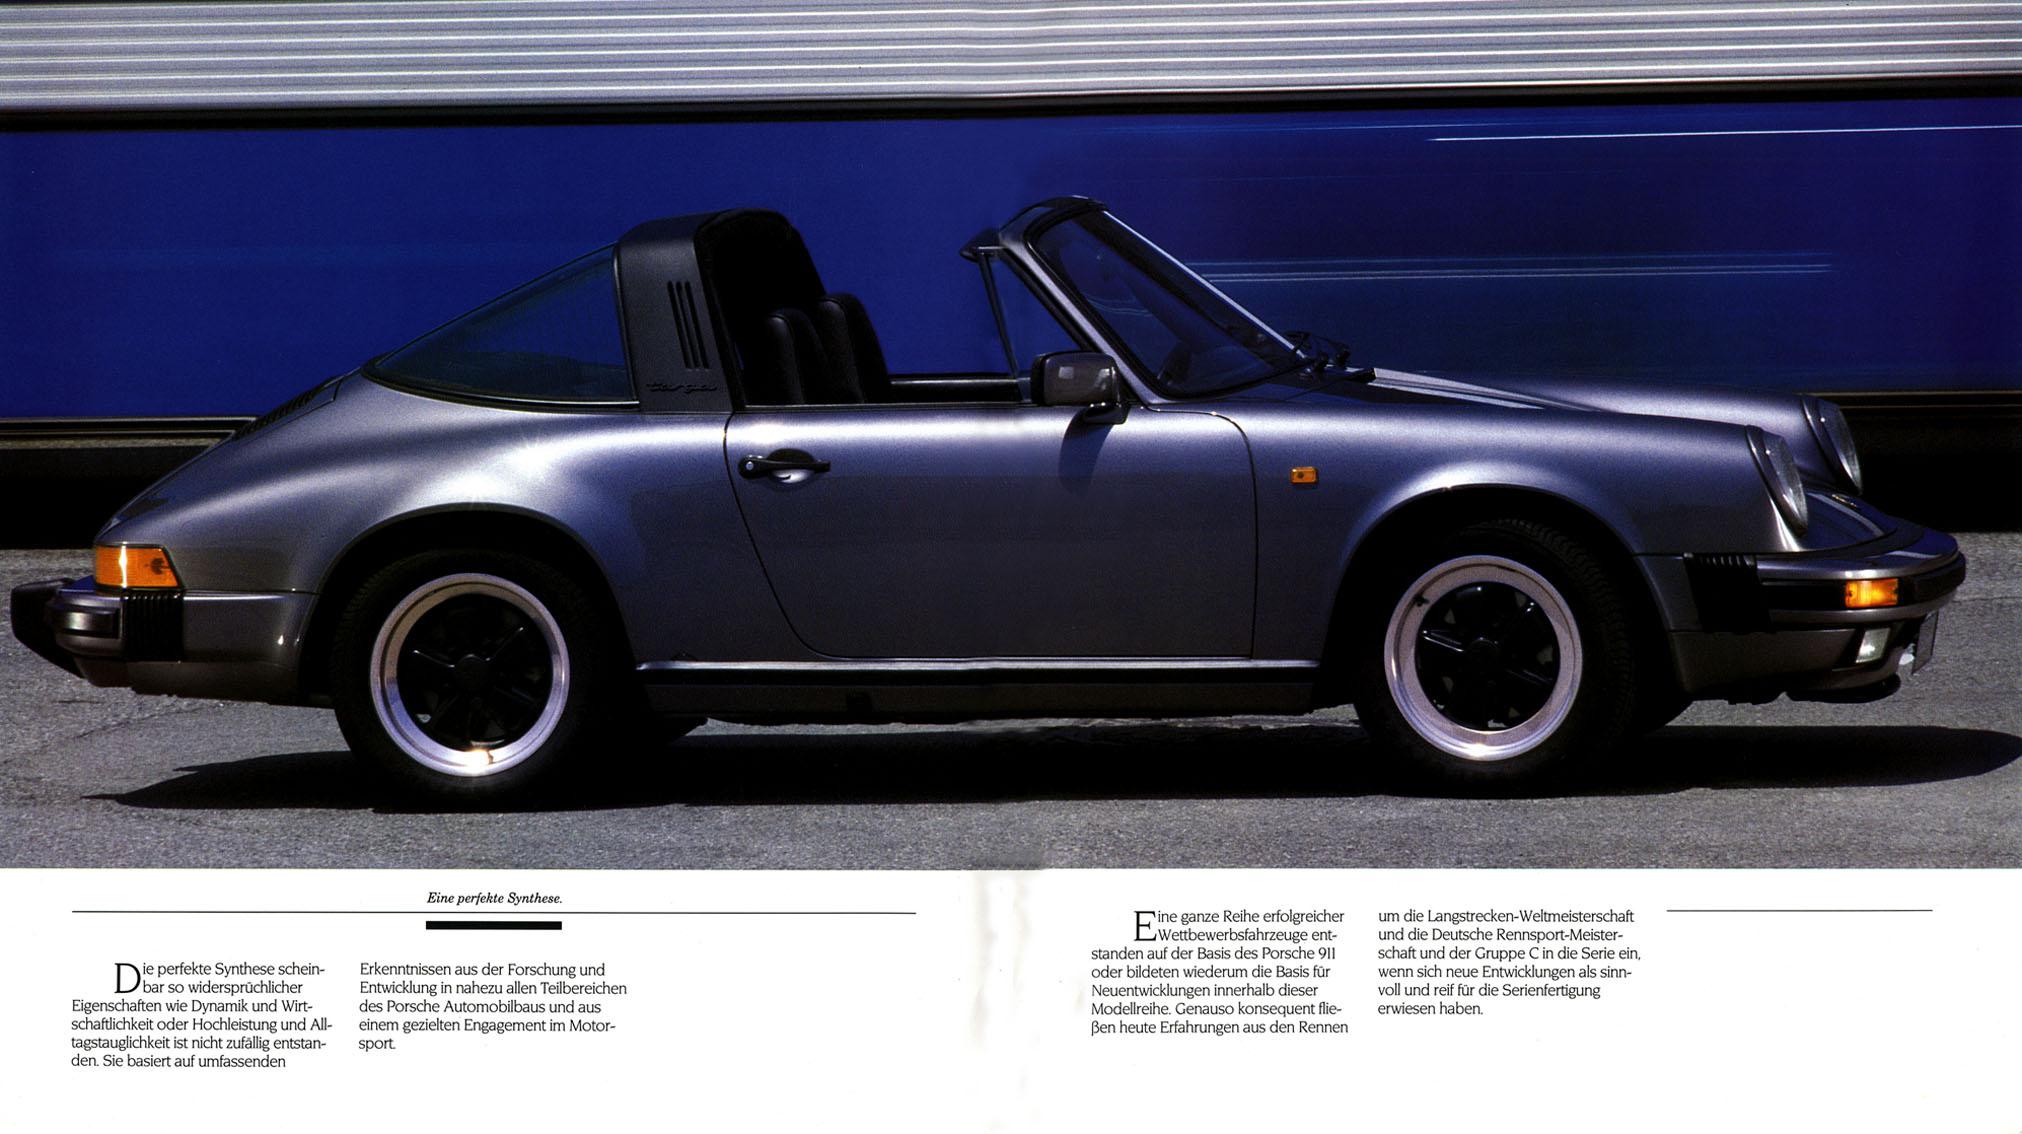 targa
Eine perfekte Synthese.
Die perfekte Synthese schein-
bar so widersprüchlicher
Eigenschaften wie Dynamik und Wirt-
schaftlichkeit oder Hochleistung und All-
tagstauglichkeit ist nicht zufällig entstan-
den. Sie basiert auf umfassenden
Erkenntnissen aus der Forschung und
Entwicklung in nahezu allen Teilbereichen
des Porsche Automobilbaus und aus
einem gezielten Engagement im Motor-
sport.
Eine ganze Reihe erfolgreicher
Wettbewerbsfahrzeuge ent-
standen auf der Basis des Porsche 911
oder bildeten wiederum die Basis für
Neuentwicklungen innerhalb dieser
Modellreihe. Genauso konsequent flie-
ßen heute Erfahrungen aus den Rennen
um die Langstrecken-Weltmeisterschaft
und die Deutsche Rennsport-Meister-
schaft und der Gruppe C in die Serie ein,
wenn sich neue Entwicklungen als sinn-
voll und reif für die Serienfertigung
erwiesen haben.